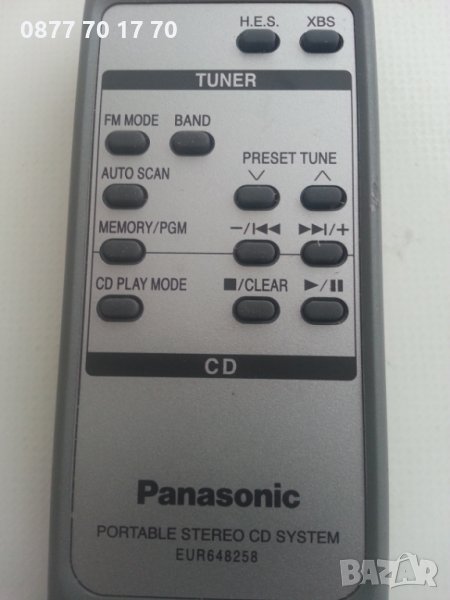 0877 70 17 70
H.E.S. XBS
TUNER
FM MODE BAND
PRESET TUNE
AUTO SCAN ∨ ∧
MEMORY/PGM −/I◀◀ ▶▶I/+
CD PLAY MODE ■/CLEAR ▶/❚❚
CD
Panasonic
PORTABLE STEREO CD SYSTEM
EUR648258
BAZAR